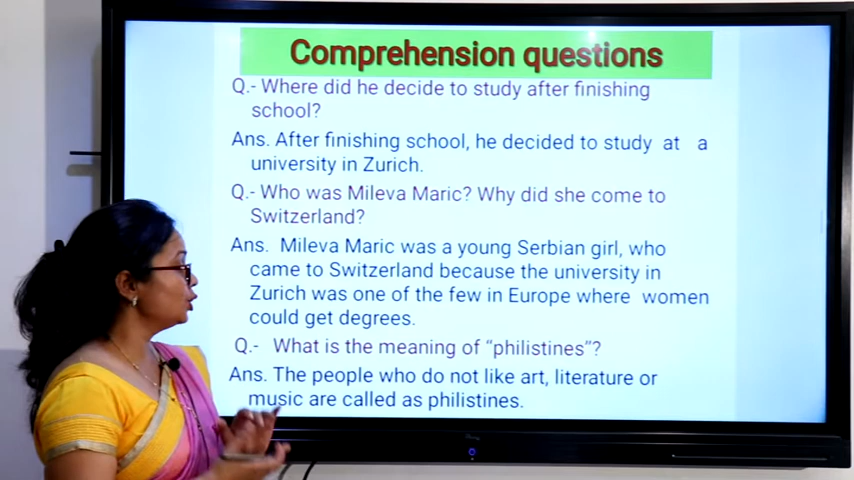 Comprehension questions
Q.- Where did he decide to study after finishing
school?
Ans. After finishing school, he decided to study at a
university in Zurich.
Q.- Who was Mileva Maric? Why did she come to
Switzerland?
Ans. Mileva Maric was a young Serbian girl, who
came to Switzerland because the university in
Zurich was one of the few in Europe where women
could get degrees.
Q.- What is the meaning of “philistines”?
Ans. The people who do not like art, literature or
music are called as philistines.